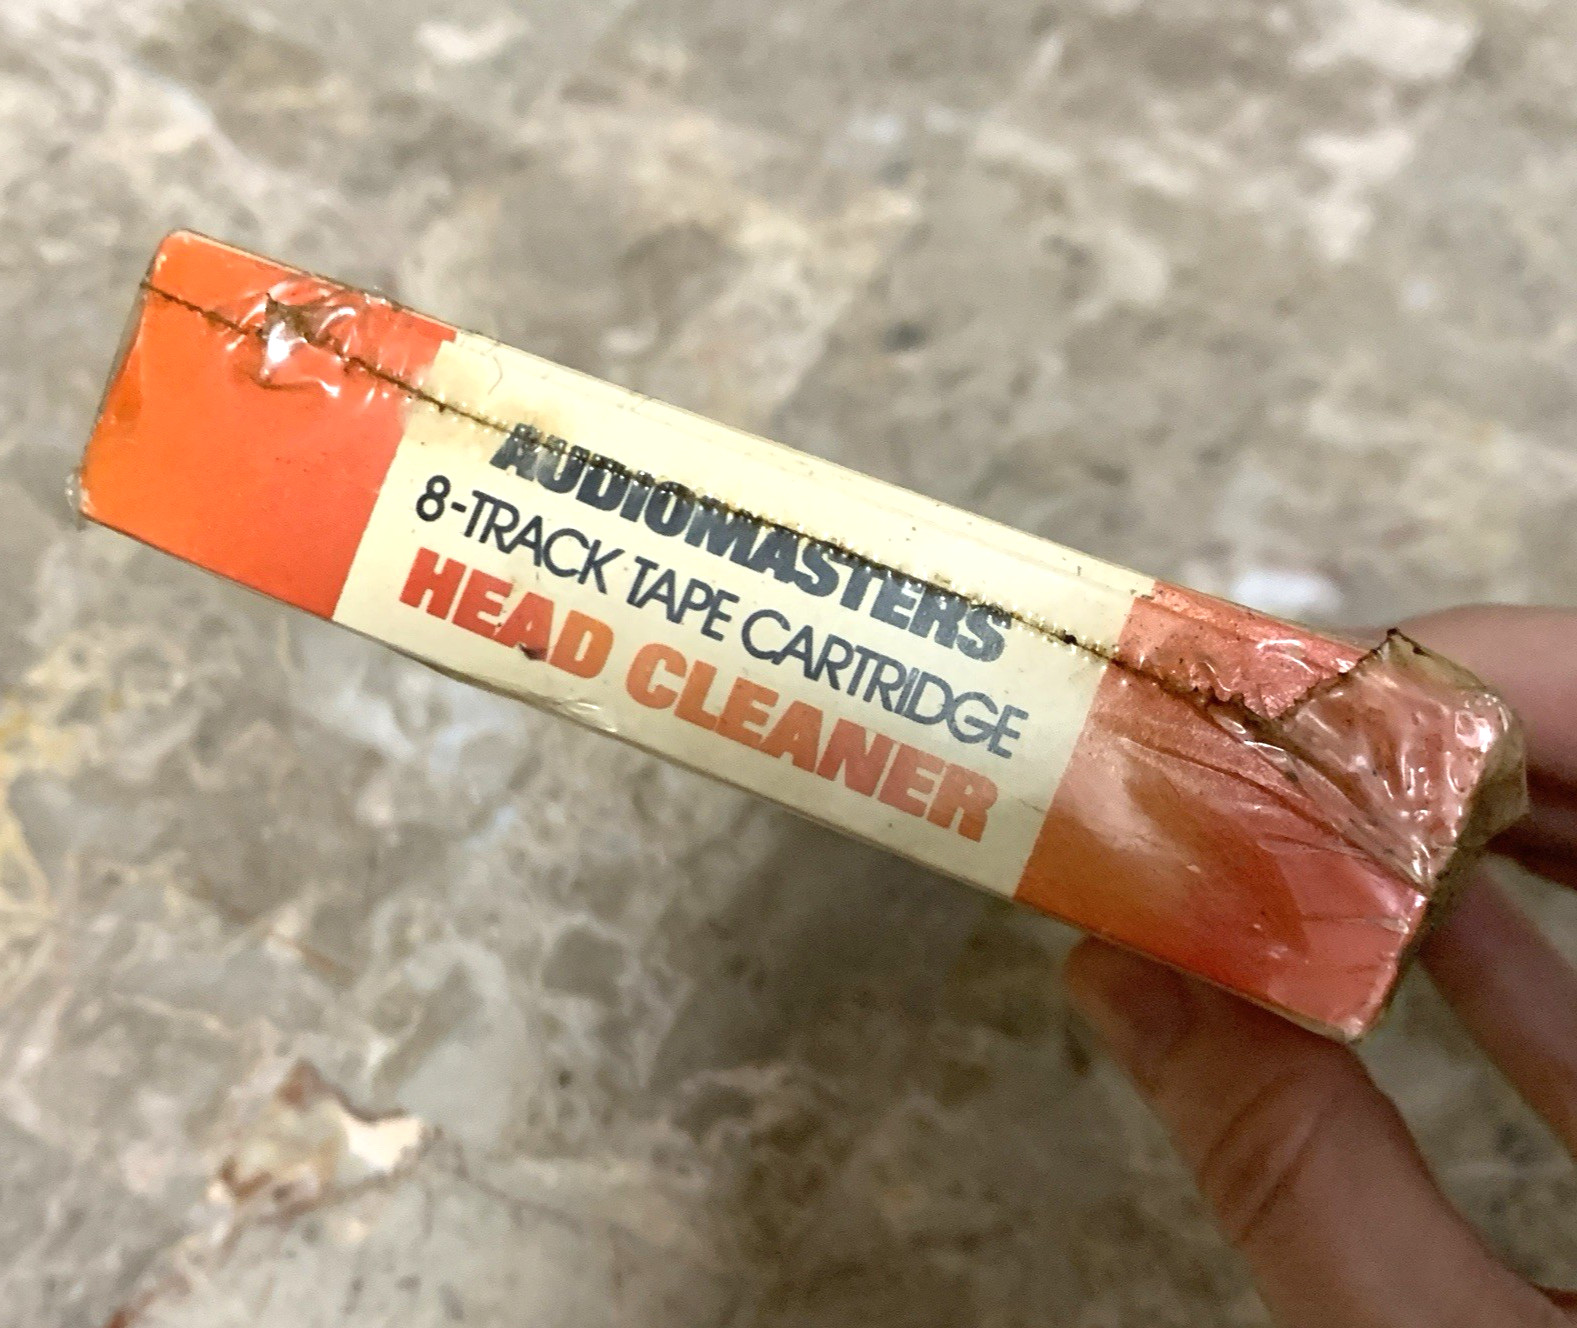 AUDIOMASTERS
8-TRACK TAPE CARTRIDGE
HEAD CLEANER